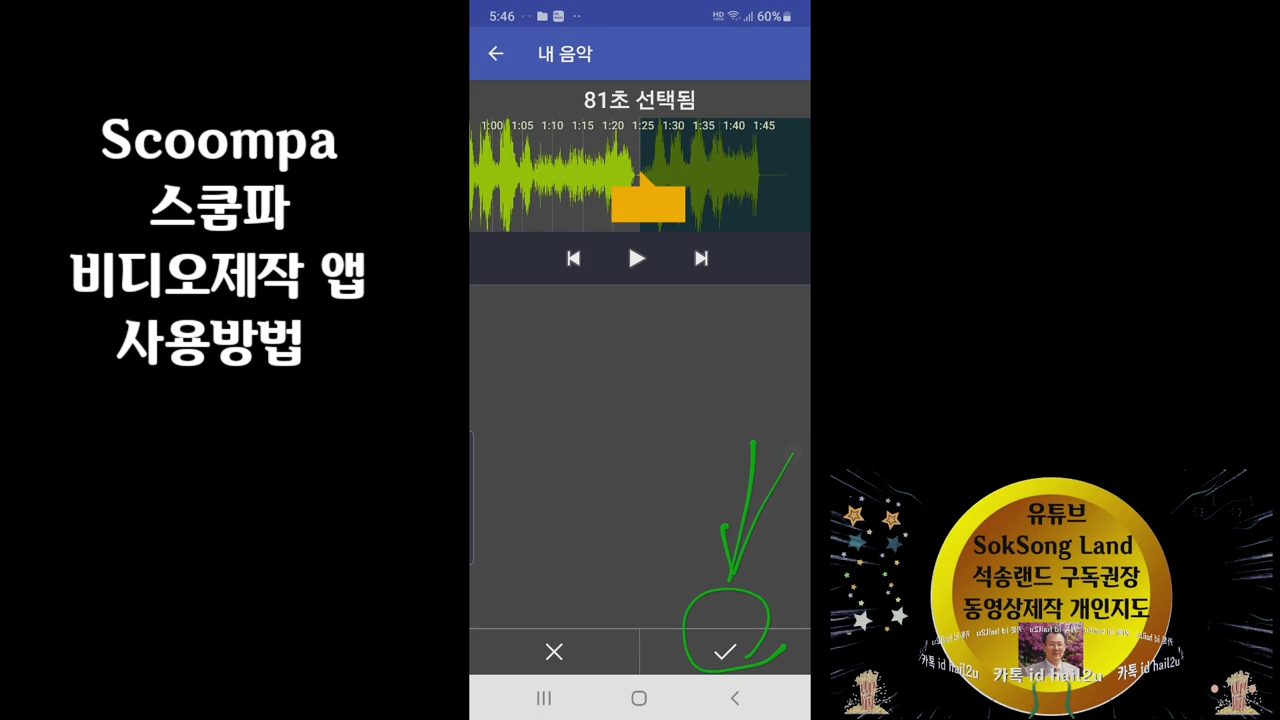 Scoompa
스쿰파
비디오제작 앱
사용방법
5:46
HD
60%
내 음악
81초 선택됨
1:00 1:05 1:10 1:15 1:20 1:25 1:30 1:35 1:40 1:45
유튜브
SokSong Land
석송랜드 구독권장
동영상제작 개인지도
카톡 id hail2u 카톡 id hail2u 카톡 id hail2u